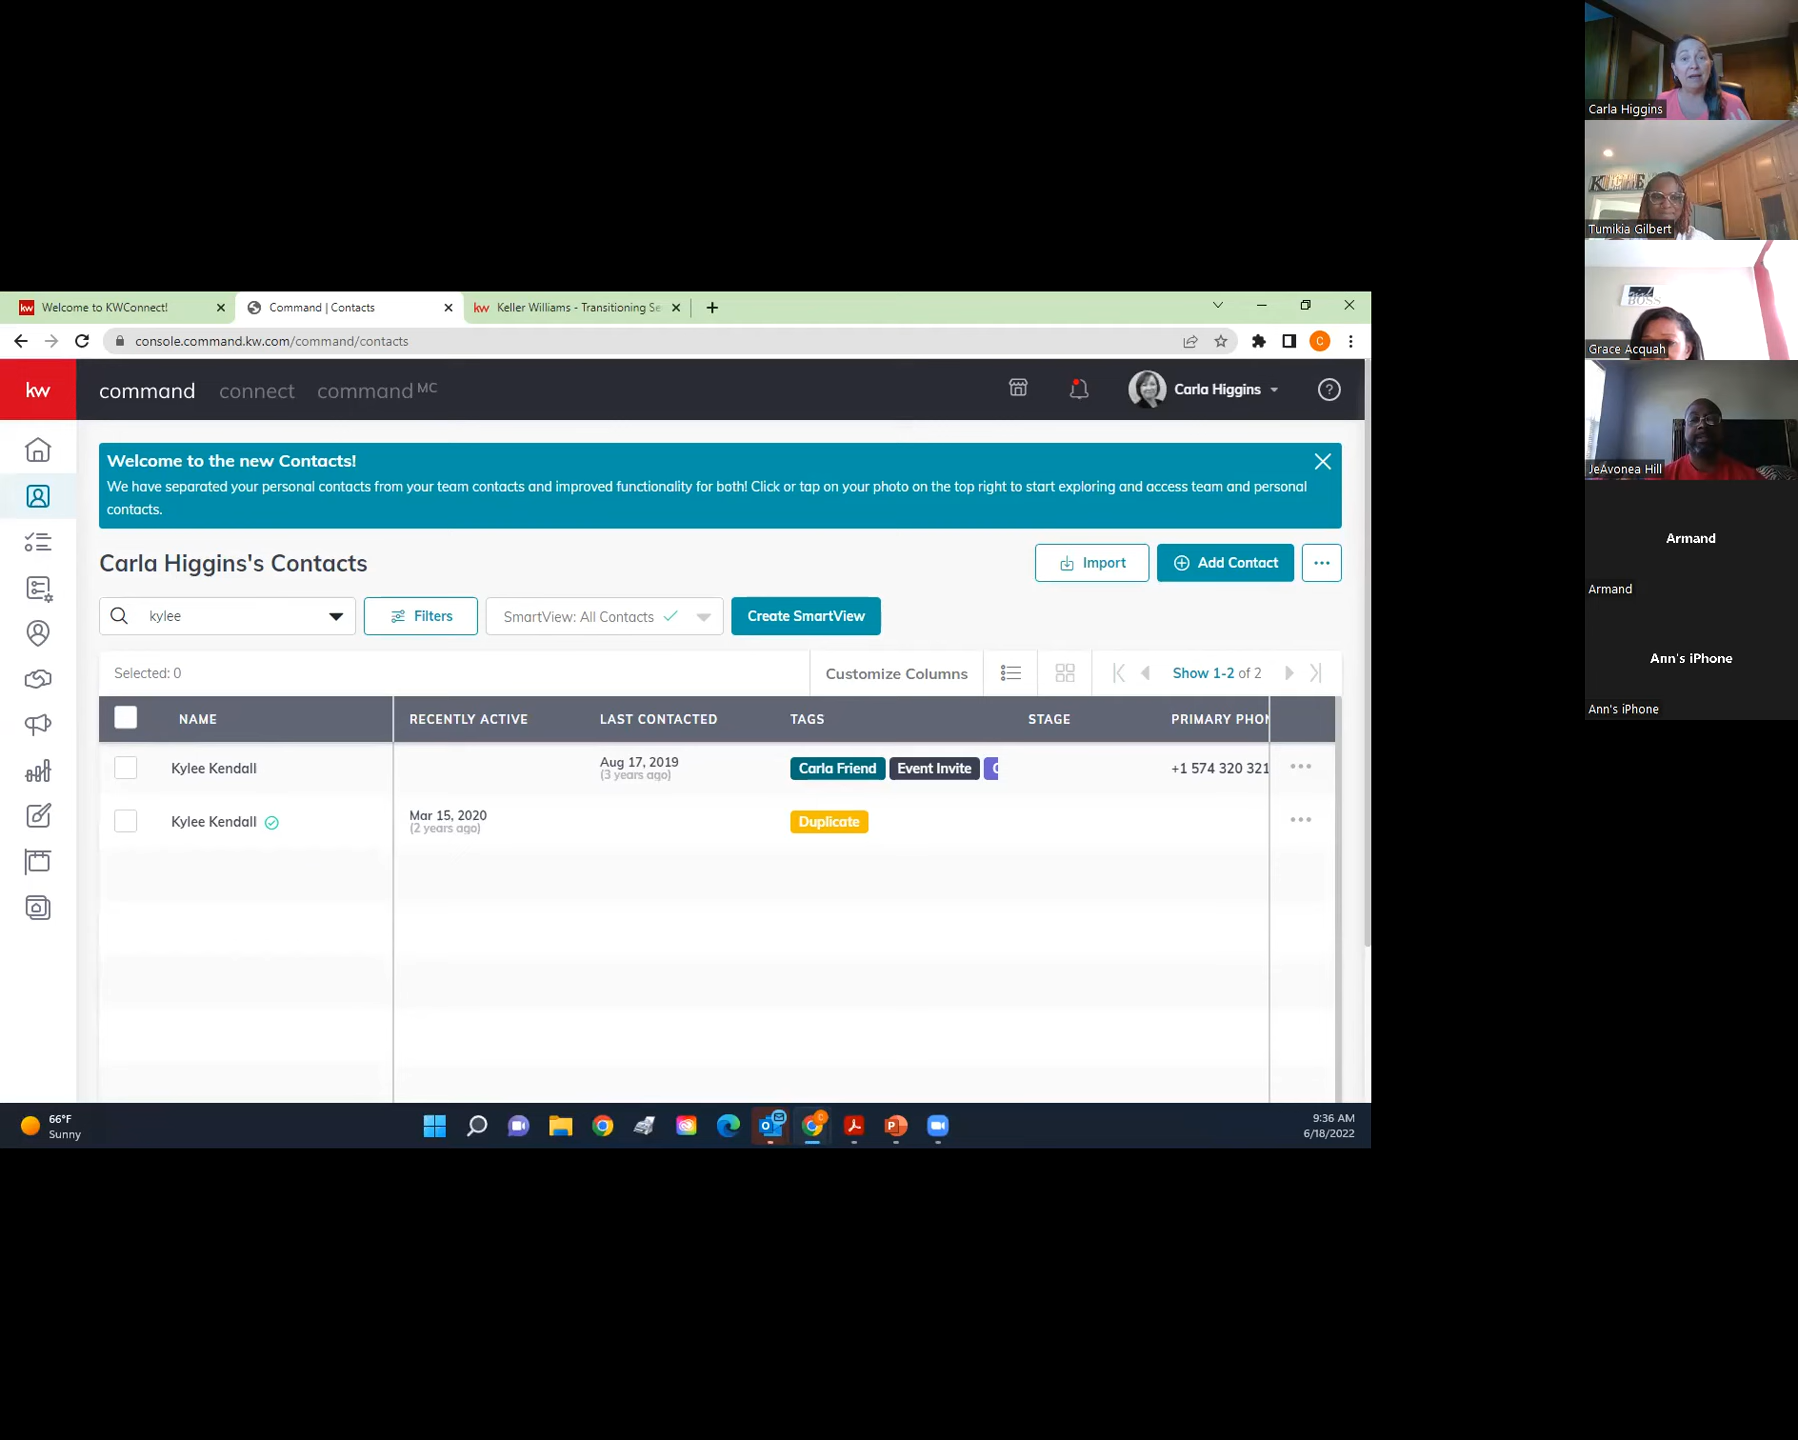 Welcome to KWConnect!
Command | Contacts
kw Keller Williams - Transitioning Se
console.command.kw.com/command/contacts
C
kw
command connect command MC
Carla Higgins
Welcome to the new Contacts!
We have separated your personal contacts from your team contacts and improved functionality for both! Click or tap on your photo on the top right to start exploring and access team and personal
contacts.
Carla Higgins's Contacts
Import
Add Contact
kylee
Filters
SmartView: All Contacts
Create SmartView
Selected: 0
Customize Columns
Show 1-2 of 2
NAME RECENTLY ACTIVE LAST CONTACTED TAGS STAGE PRIMARY PHON
Kylee Kendall
Aug 17, 2019
(3 years ago)
Carla Friend Event Invite
+1 574 320 321
Kylee Kendall
Mar 15, 2020
(2 years ago)
Duplicate
66°F
Sunny
9:36 AM
6/18/2022
Carla Higgins
Tumikia Gilbert
BOSS
Grace Acquah
JeAvonea Hill
Armand
Armand
Ann's iPhone
Ann's iPhone